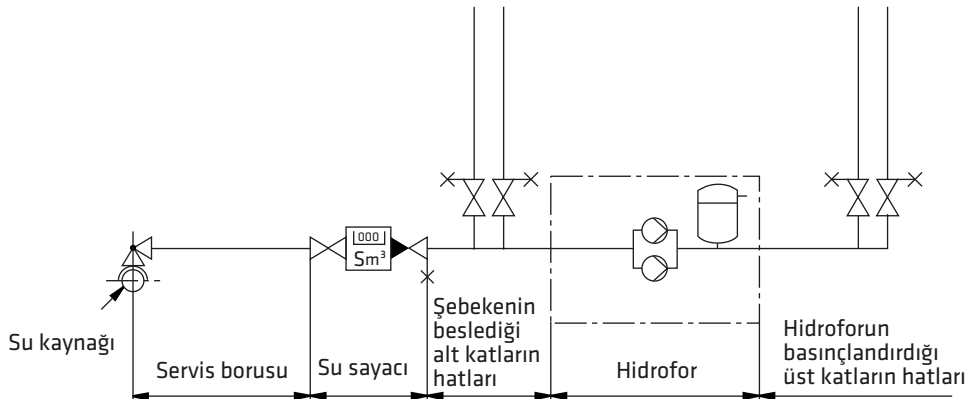 000
Sm³
Su kaynağı
Servis borusu
Su sayacı
Şebekenin
beslediği
alt katların
hatları
Hidrofor
Hidroforun
basınçlandırdığı
üst katların hatları